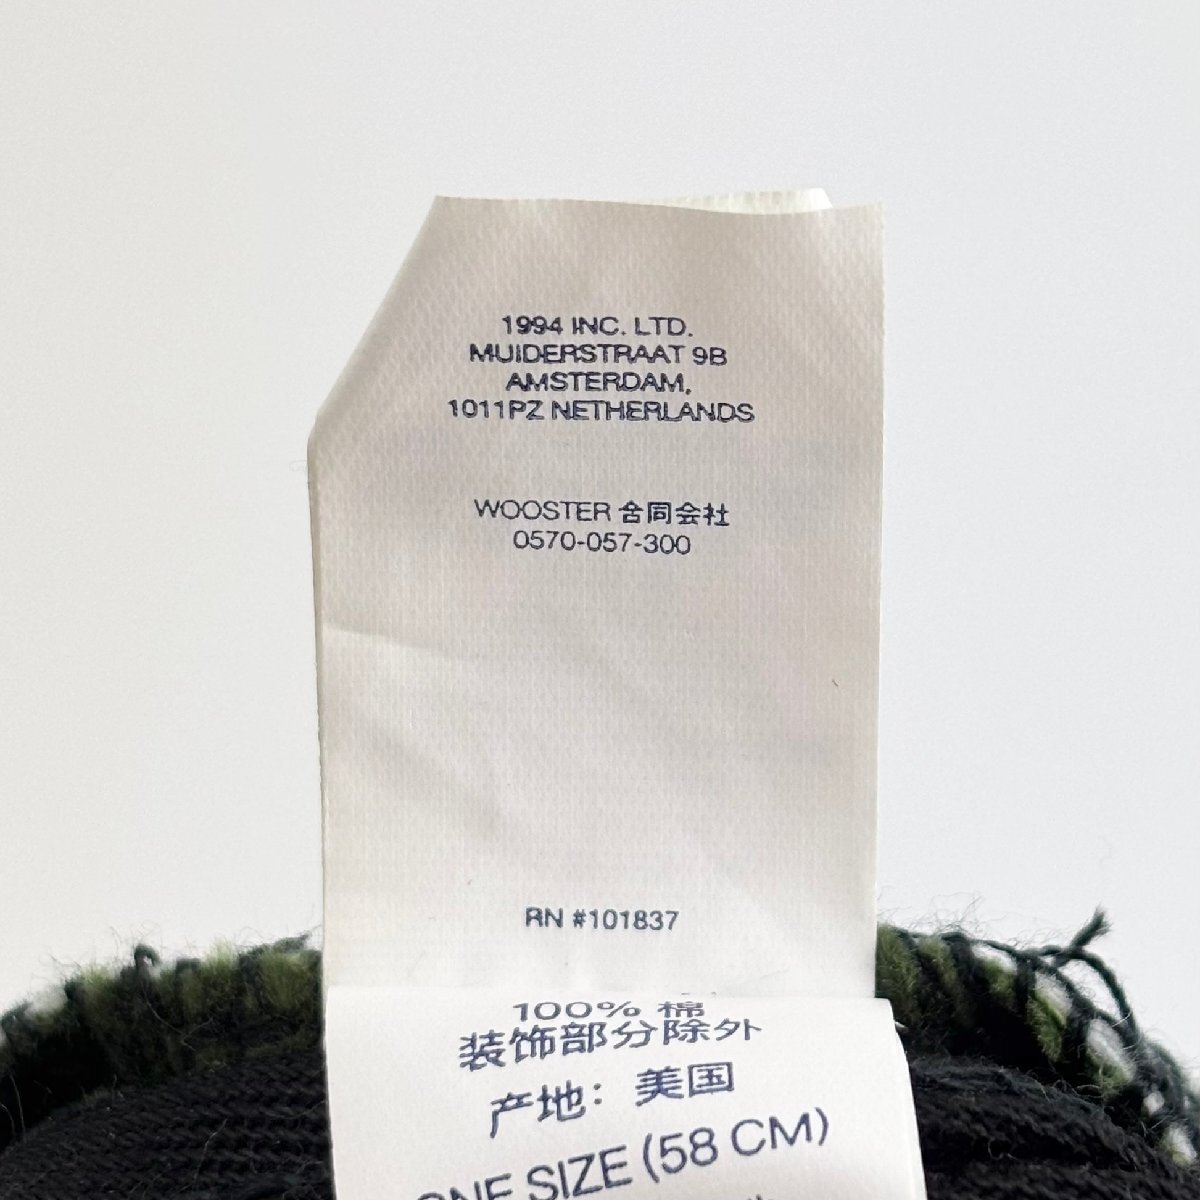 1994 INC. LTD.
MUIDERSTRAAT 9B
AMSTERDAM,
1011PZ NETHERLANDS
WOOSTER 合同会社
0570-057-300
RN #101837
100% 棉
装饰部分除外
产地：美国
ONE SIZE (58 CM)